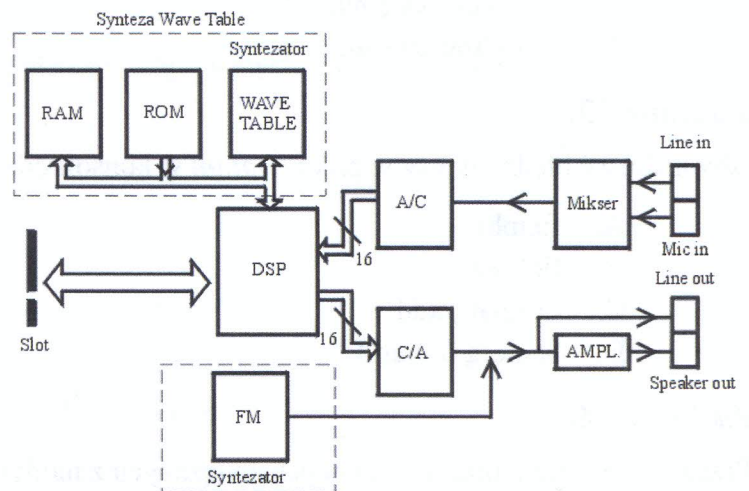 Synteza Wave Table
Syntezator
RAM
ROM
WAVE
TABLE
Line in
A/C
Mikser
Mic in
16
DSP
Line out
Slot
16
C/A
AMPL.
Speaker out
FM
Syntezator